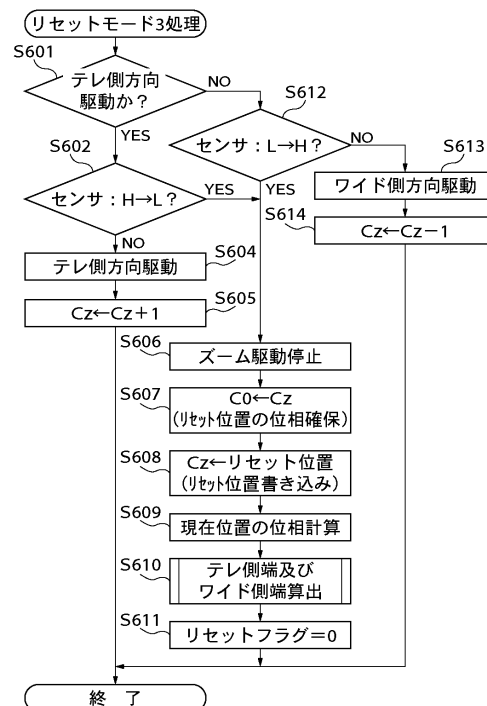 リセットモード3処理
S601
テレ側方向
駆動か？
NO
YES
S612
センサ：L→H？
NO
YES
S602
センサ：H→L？
YES
NO
S613
ワイド側方向駆動
S614
Cz←Cz－1
S604
テレ側方向駆動
S605
Cz←Cz＋1
S606
ズーム駆動停止
S607
C0←Cz
(ﾘｾｯﾄ位置の位相確保)
S608
Cz←リセット位置
(ﾘｾｯﾄ位置書き込み)
S609
現在位置の位相計算
S610
テレ側端及び
ワイド側端算出
S611
リセットフラグ＝0
終　了